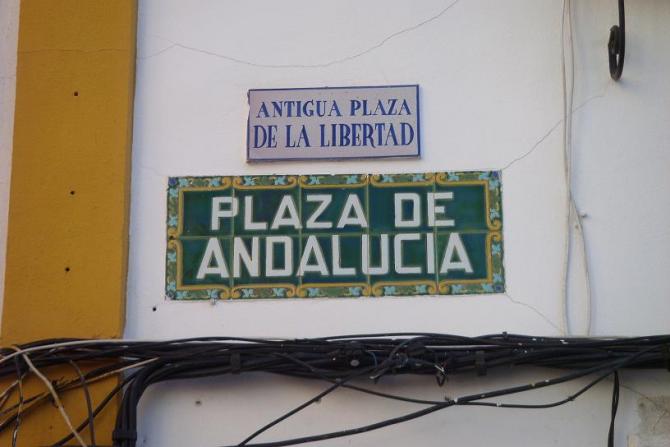 ANTIGUA PLAZA
DE LA LIBERTAD
PLAZA DE
ANDALUCIA